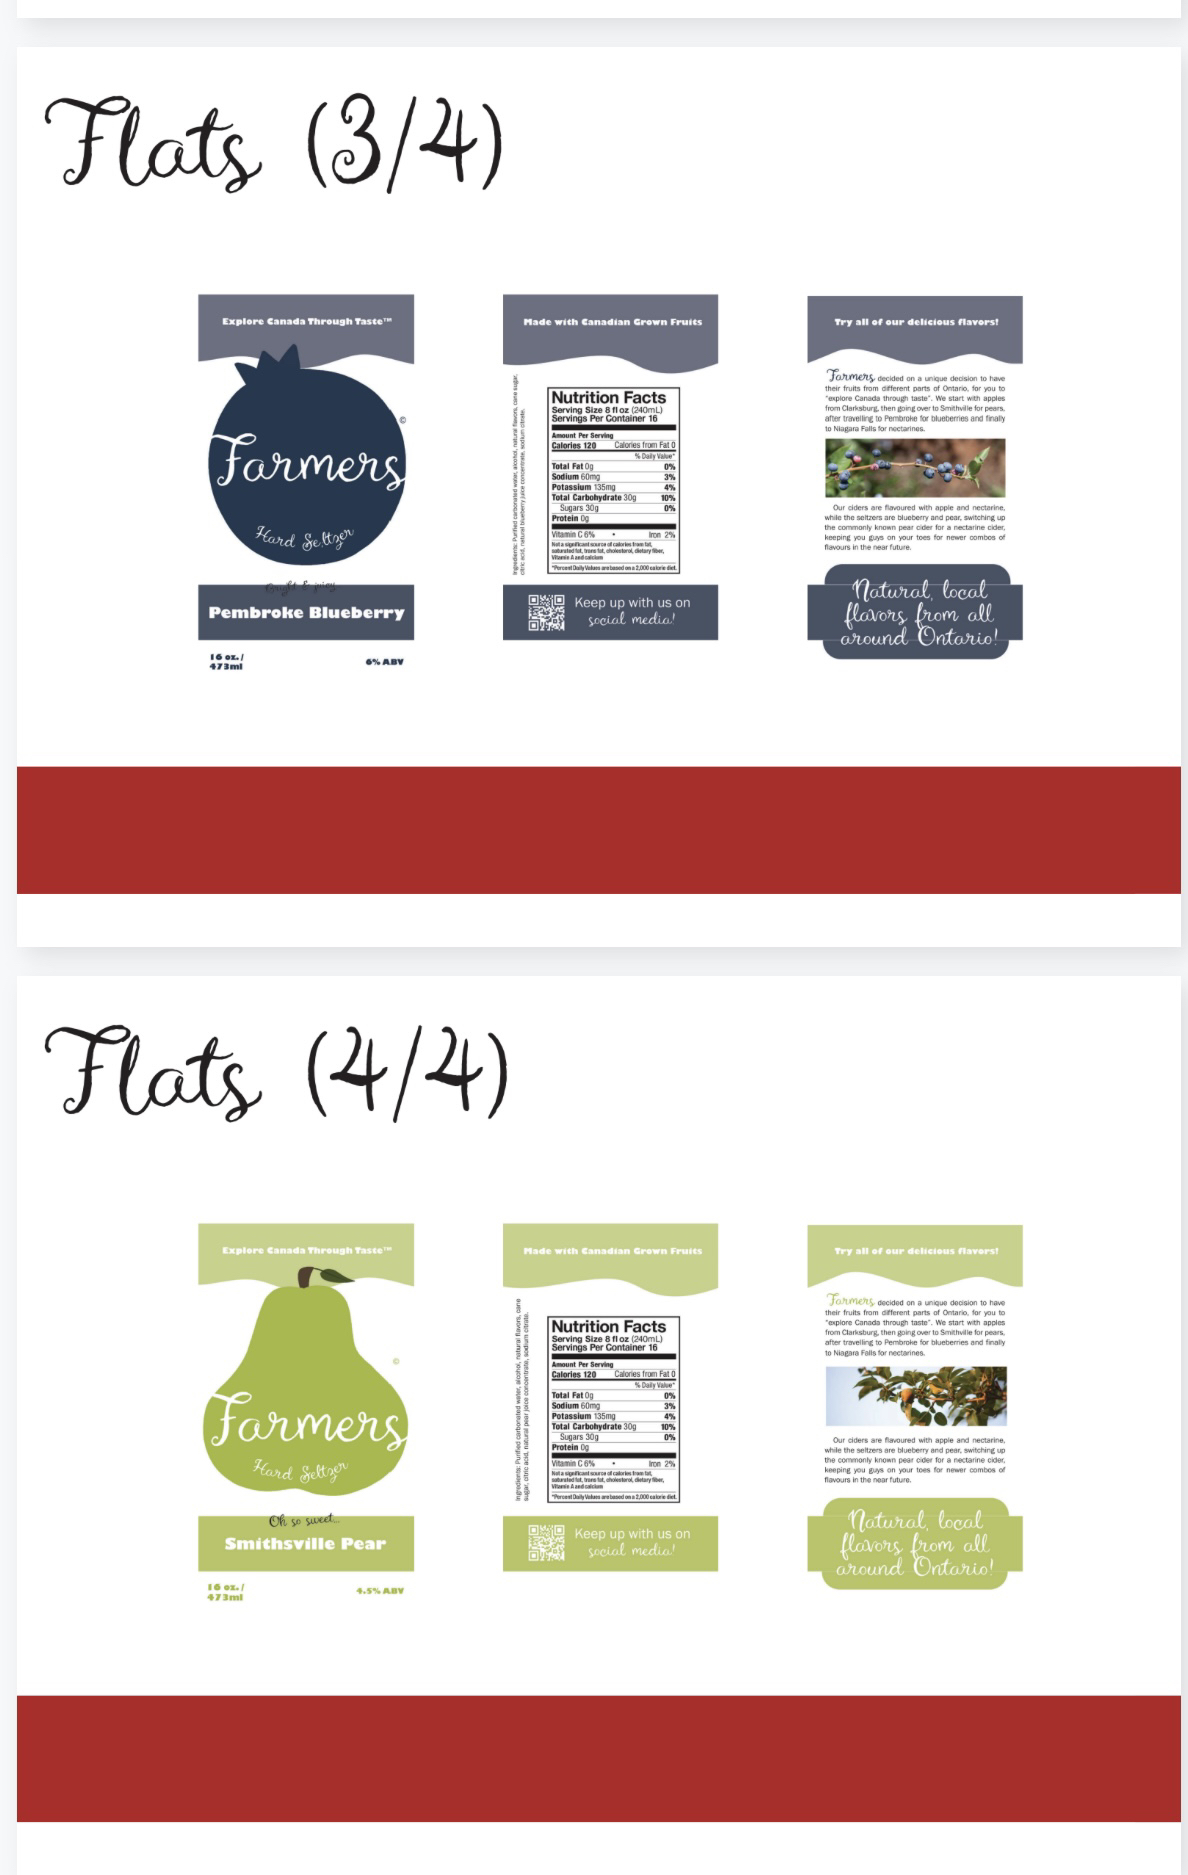 Flats (3/4)
Explore Canada Through Taste™
©
Farmers
Hard Seltzer
Bright & juicy
Pembroke Blueberry
16 oz. /
473ml
6% ABV
Made with Canadian Grown Fruits
Ingredients: Purified carbonated water, alcohol, natural flavors, cane sugar,
citric acid, natural blueberry juice concentrate, sodium citrate.
Nutrition Facts
Serving Size 8 fl oz (240mL)
Servings Per Container 16
Amount Per Serving
Calories 120 Calories from Fat 0
% Daily Value*
Total Fat 0g 0%
Sodium 60mg 3%
Potassium 135mg 4%
Total Carbohydrate 30g 10%
Sugars 30g 0%
Protein 0g
Vitamin C 6% • Iron 2%
Not a significant source of calories from fat,
saturated fat, trans fat, cholesterol, dietary fiber,
Vitamin A and calcium
*Percent Daily Values are based on a 2,000 calorie diet.
Keep up with us on
social media!
Try all of our delicious flavors!
Farmers decided on a unique decision to have
their fruits from different parts of Ontario, for you to
"explore Canada through taste". We start with apples
from Clarksburg, then going over to Smithville for pears,
after travelling to Pembroke for blueberries and finally
to Niagara Falls for nectarines.
Our ciders are flavoured with apple and nectarine,
while the seltzers are blueberry and pear, switching up
the commonly known pear cider for a nectarine cider,
keeping you guys on your toes for newer combos of
flavours in the near future.
Natural, local
flavors from all
around Ontario!
Flats (4/4)
Explore Canada Through Taste™
©
Farmers
Hard Seltzer
Oh so sweet...
Smithsville Pear
16 oz. /
473ml
4.5% ABV
Made with Canadian Grown Fruits
Ingredients: Purified carbonated water, alcohol, natural flavors, cane
sugar, citric acid, natural pear juice concentrate, sodium citrate.
Nutrition Facts
Serving Size 8 fl oz (240mL)
Servings Per Container 16
Amount Per Serving
Calories 120 Calories from Fat 0
% Daily Value*
Total Fat 0g 0%
Sodium 60mg 3%
Potassium 135mg 4%
Total Carbohydrate 30g 10%
Sugars 30g 0%
Protein 0g
Vitamin C 6% • Iron 2%
Not a significant source of calories from fat,
saturated fat, trans fat, cholesterol, dietary fiber,
Vitamin A and calcium
*Percent Daily Values are based on a 2,000 calorie diet.
Keep up with us on
social media!
Try all of our delicious flavors!
Farmers decided on a unique decision to have
their fruits from different parts of Ontario, for you to
"explore Canada through taste". We start with apples
from Clarksburg, then going over to Smithville for pears,
after travelling to Pembroke for blueberries and finally
to Niagara Falls for nectarines.
Our ciders are flavoured with apple and nectarine,
while the seltzers are blueberry and pear, switching up
the commonly known pear cider for a nectarine cider,
keeping you guys on your toes for newer combos of
flavours in the near future.
Natural, local
flavors from all
around Ontario!